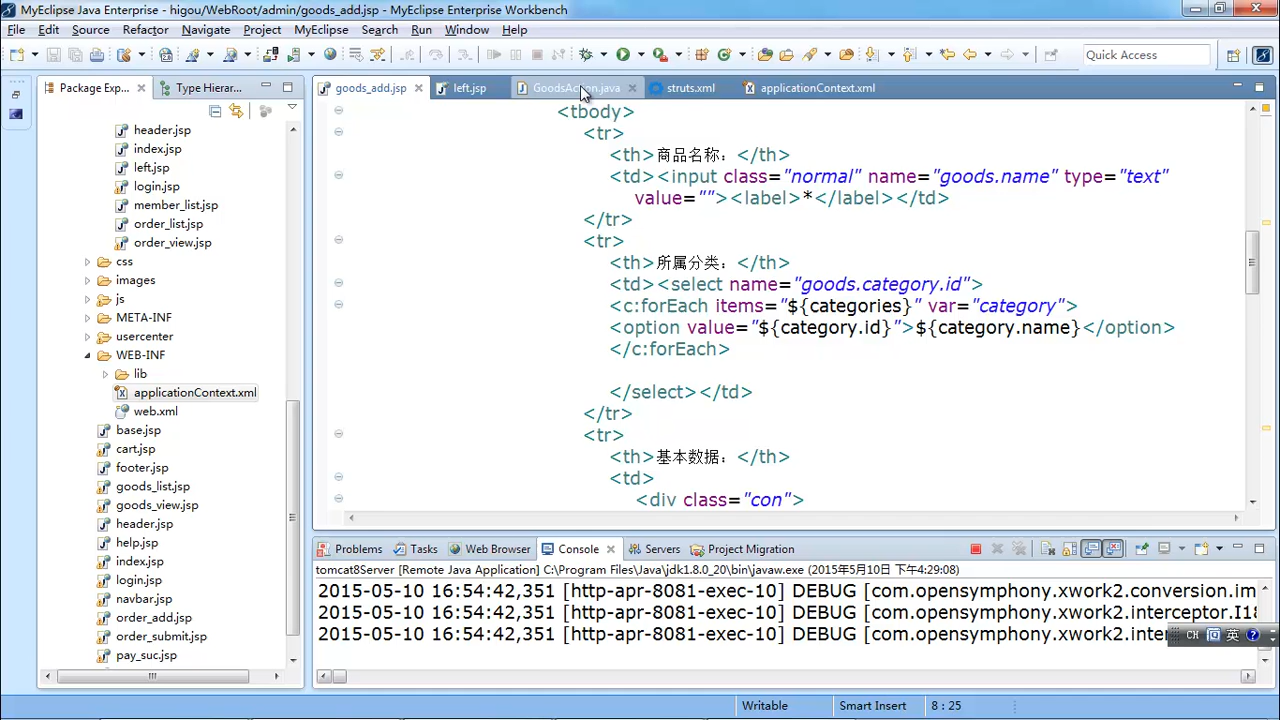 MyEclipse Java Enterprise - higou/WebRoot/admin/goods_add.jsp - MyEclipse Enterprise Workbench
File Edit Source Refactor Navigate Project MyEclipse Search Run Window Help
Quick Access
Package Exp... Type Hierar...
goods_add.jsp left.jsp GoodsAction.java struts.xml applicationContext.xml
header.jsp
index.jsp
left.jsp
login.jsp
member_list.jsp
order_list.jsp
order_view.jsp
css
images
js
META-INF
usercenter
WEB-INF
lib
applicationContext.xml
web.xml
base.jsp
cart.jsp
footer.jsp
goods_list.jsp
goods_view.jsp
header.jsp
help.jsp
index.jsp
login.jsp
navbar.jsp
order_add.jsp
order_submit.jsp
pay_suc.jsp
<tbody>
<tr>
<th>商品名称：</th>
<td><input class="normal" name="goods.name" type="text"
value=""><label>*</label></td>
</tr>
<tr>
<th>所属分类：</th>
<td><select name="goods.category.id">
<c:forEach items="${categories}" var="category">
<option value="${category.id}">${category.name}</option>
</c:forEach>
</select></td>
</tr>
<tr>
<th>基本数据：</th>
<td>
<div class="con">
Problems Tasks Web Browser Console Servers Project Migration
tomcat8Server [Remote Java Application] C:\Program Files\Java\jdk1.8.0_20\bin\javaw.exe (2015年5月10日 下午4:29:08)
2015-05-10 16:54:42,351 [http-apr-8081-exec-10] DEBUG [com.opensymphony.xwork2.conversion.im
2015-05-10 16:54:42,351 [http-apr-8081-exec-10] DEBUG [com.opensymphony.xwork2.interceptor.I18
2015-05-10 16:54:42,351 [http-apr-8081-exec-10] DEBUG [com.opensymphony.xwork2.inter
CH 英
Writable Smart Insert 8 : 25